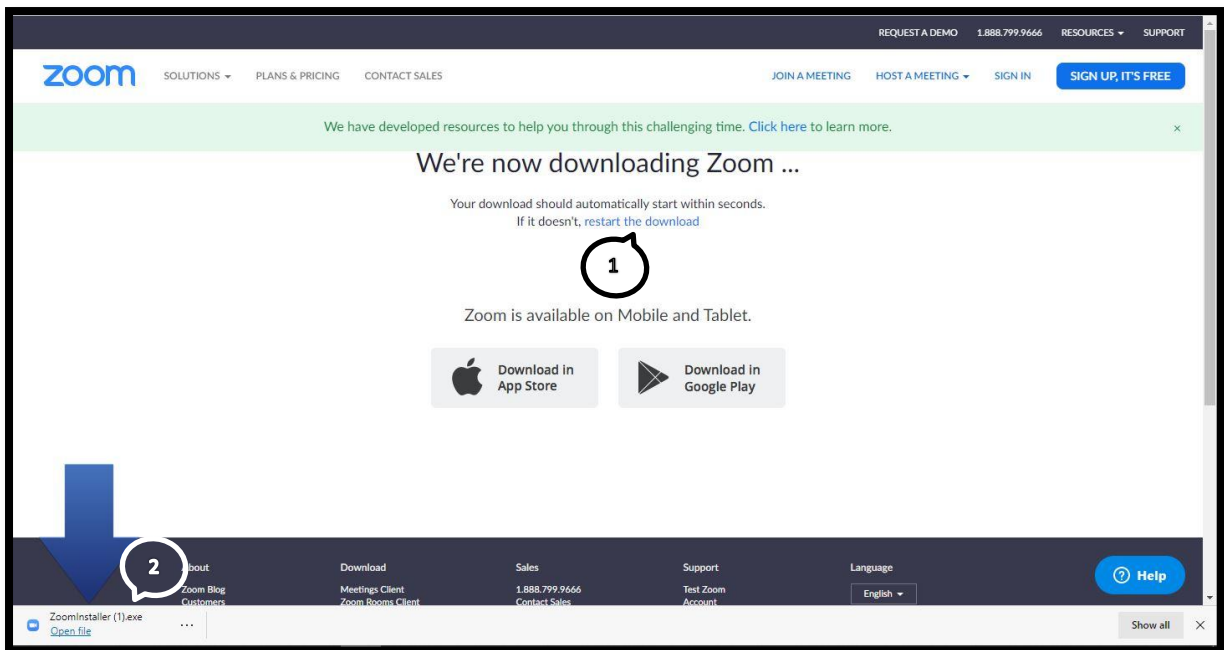 REQUEST A DEMO 1.888.799.9666 RESOURCES SUPPORT
zoom SOLUTIONS PLANS & PRICING CONTACT SALES JOIN A MEETING HOST A MEETING SIGN IN SIGN UP, IT'S FREE
We have developed resources to help you through this challenging time. Click here to learn more. ×
We're now downloading Zoom ...
Your download should automatically start within seconds.
If it doesn't, restart the download
1
Zoom is available on Mobile and Tablet.
Download in
App Store
Download in
Google Play
2
About Download Sales Support Language
Zoom Blog Meetings Client 1.888.799.9666 Test Zoom English
Customers Zoom Rooms Client Contact Sales Account
Help
ZoomInstaller (1).exe
Open file
...
Show all